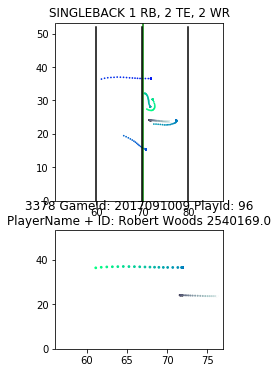 SINGLEBACK 1 RB, 2 TE, 2 WR
50
40
30
20
10
0
60 70 80
3378 GameId: 2017091009 PlayId: 96
PlayerName + ID: Robert Woods 2540169.0
40
20
0
60 65 70 75